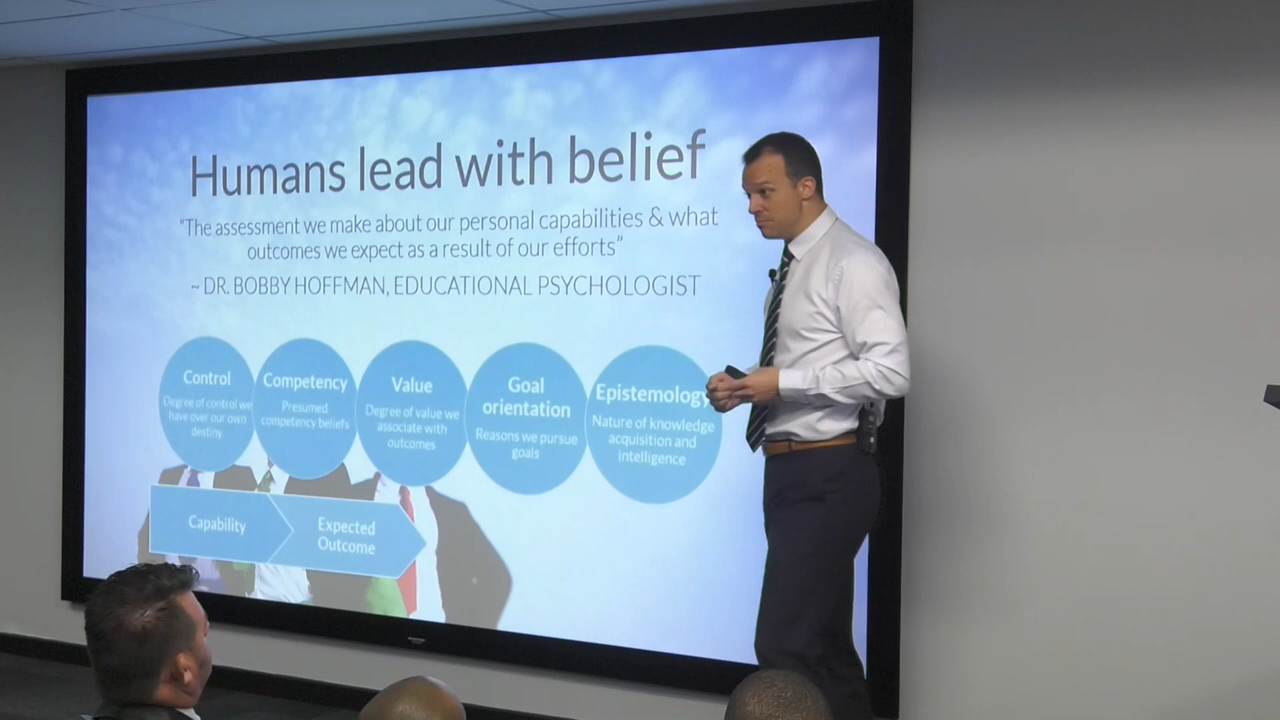 Humans lead with belief
“The assessment we make about our personal capabilities & what
outcomes we expect as a result of our efforts”
~ DR. BOBBY HOFFMAN, EDUCATIONAL PSYCHOLOGIST
Control
Degree of control we
have over our own
destiny
Competency
Presumed
competency beliefs
Value
Degree of value we
associate with
outcomes
Goal
orientation
Reasons we pursue
goals
Epistemology
Nature of knowledge
acquisition and
intelligence
Capability
Expected
Outcome